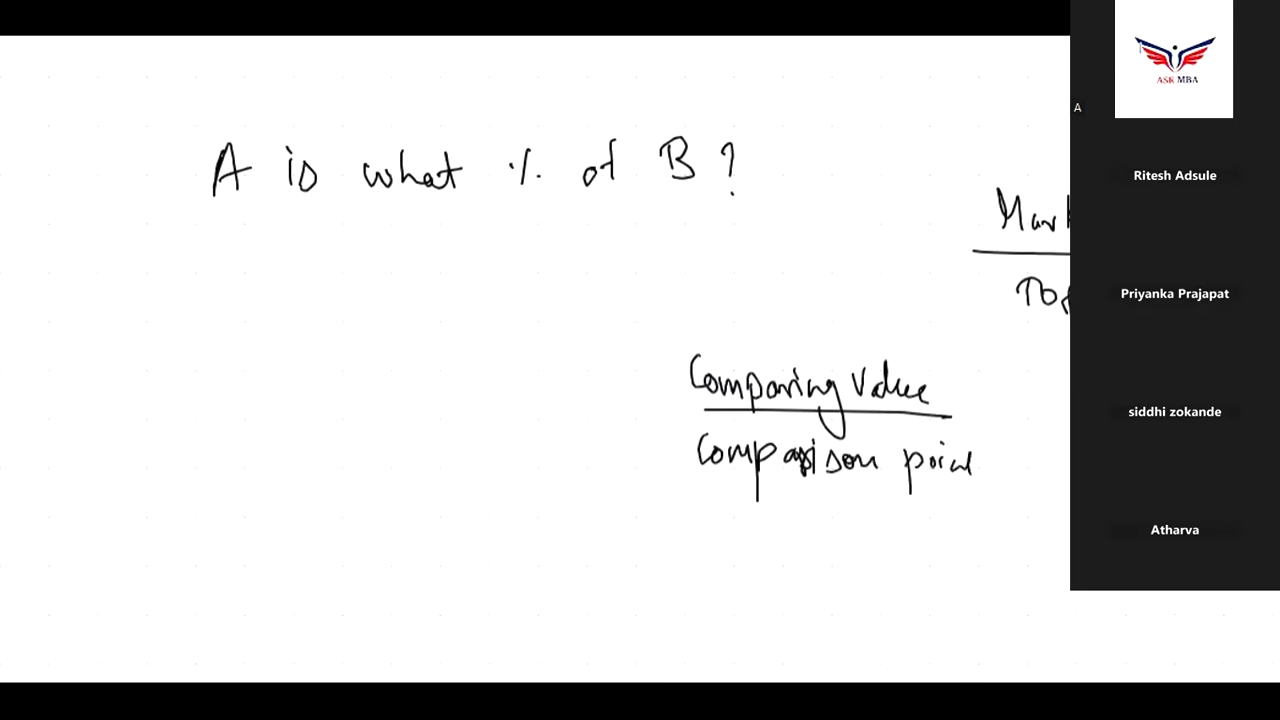 A is what % of B ?
Comparing Value
Comparison point
ASK MBA
A
Ritesh Adsule
Priyanka Prajapat
siddhi zokande
Atharva